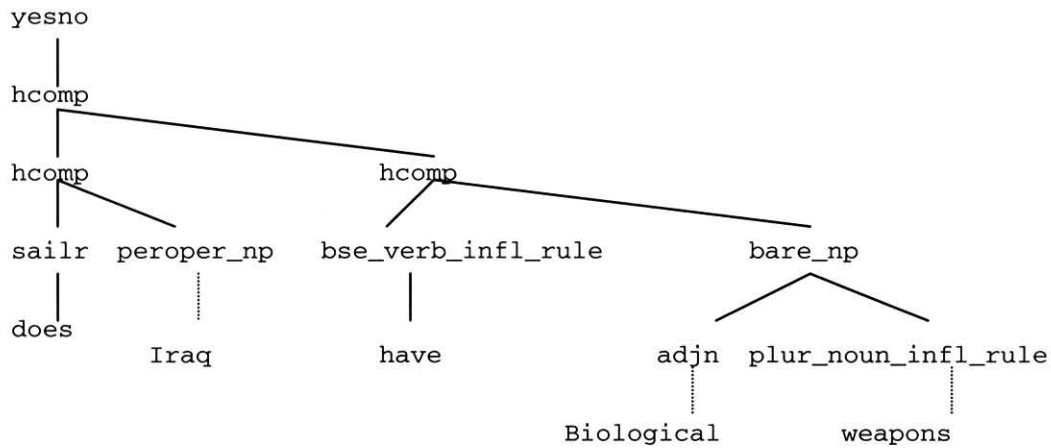 yesno
hcomp
hcomp hcomp
sailr peroper_np bse_verb_infl_rule bare_np
does
Iraq have adjn plur_noun_infl_rule
Biological weapons